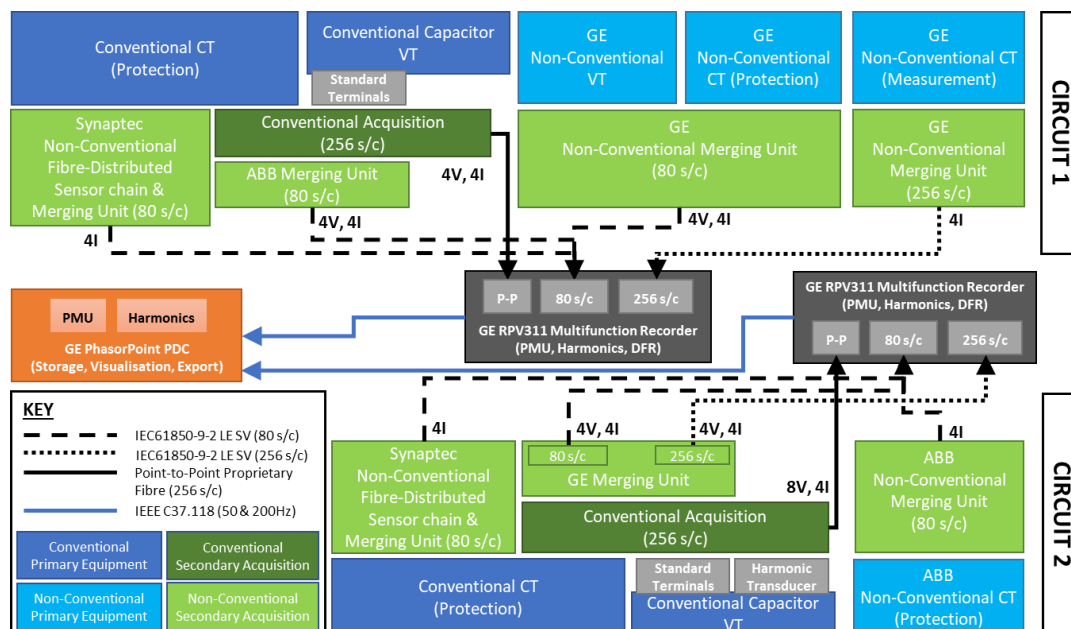 Conventional CT
(Protection)
Conventional Capacitor
VT
Standard
Terminals
GE
Non-Conventional
VT
GE
Non-Conventional
CT (Protection)
GE
Non-Conventional CT
(Measurement)
CIRCUIT 1
Synaptec
Non-Conventional
Fibre-Distributed
Sensor chain &
Merging Unit (80 s/c)
Conventional Acquisition
(256 s/c)
ABB Merging Unit
(80 s/c)
GE
Non-Conventional Merging Unit
(80 s/c)
GE
Non-Conventional
Merging Unit
(256 s/c)
4V, 4I
4I
4V, 4I
4V, 4I
4I
P-P
80 s/c
256 s/c
GE RPV311 Multifunction Recorder
(PMU, Harmonics, DFR)
GE RPV311 Multifunction Recorder
(PMU, Harmonics, DFR)
P-P
80 s/c
256 s/c
PMU
Harmonics
GE PhasorPoint PDC
(Storage, Visualisation, Export)
KEY
IEC61850-9-2 LE SV (80 s/c)
IEC61850-9-2 LE SV (256 s/c)
Point-to-Point Proprietary
Fibre (256 s/c)
IEEE C37.118 (50 & 200Hz)
Conventional
Primary Equipment
Conventional
Secondary Acquisition
Non-Conventional
Primary Equipment
Non-Conventional
Secondary Acquisition
4I
4V, 4I
4V, 4I
4I
Synaptec
Non-Conventional
Fibre-Distributed
Sensor chain &
Merging Unit (80 s/c)
80 s/c
256 s/c
GE Merging Unit
8V, 4I
Conventional Acquisition
(256 s/c)
ABB
Non-Conventional
Merging Unit
(80 s/c)
Conventional CT
(Protection)
Standard
Terminals
Harmonic
Transducer
Conventional Capacitor
VT
ABB
Non-Conventional CT
(Protection)
CIRCUIT 2